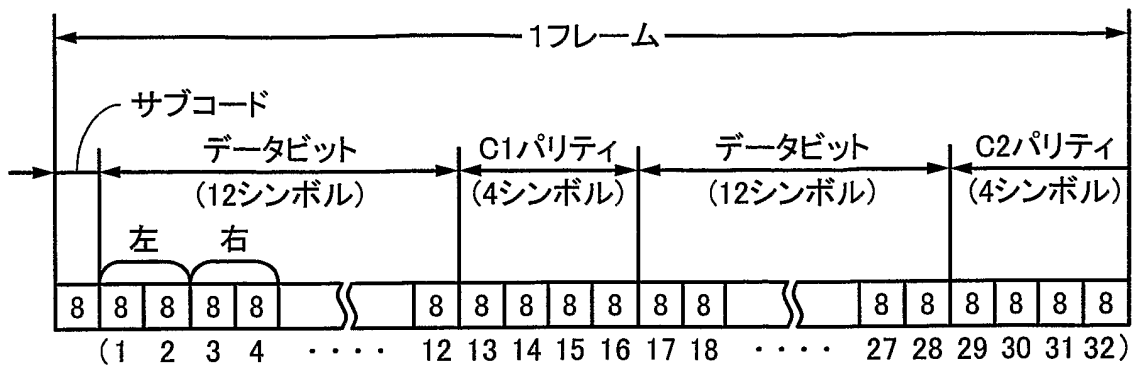 1フレーム
サブコード
データビット C1パリティ データビット C2パリティ
(12シンボル) (4シンボル) (12シンボル) (4シンボル)
左 右
8 8 8 8 8 8 8 8 8 8 8 8 8 8 8 8 8 8
(1 2 3 4 ···· 12 13 14 15 16 17 18 ···· 27 28 29 30 31 32)